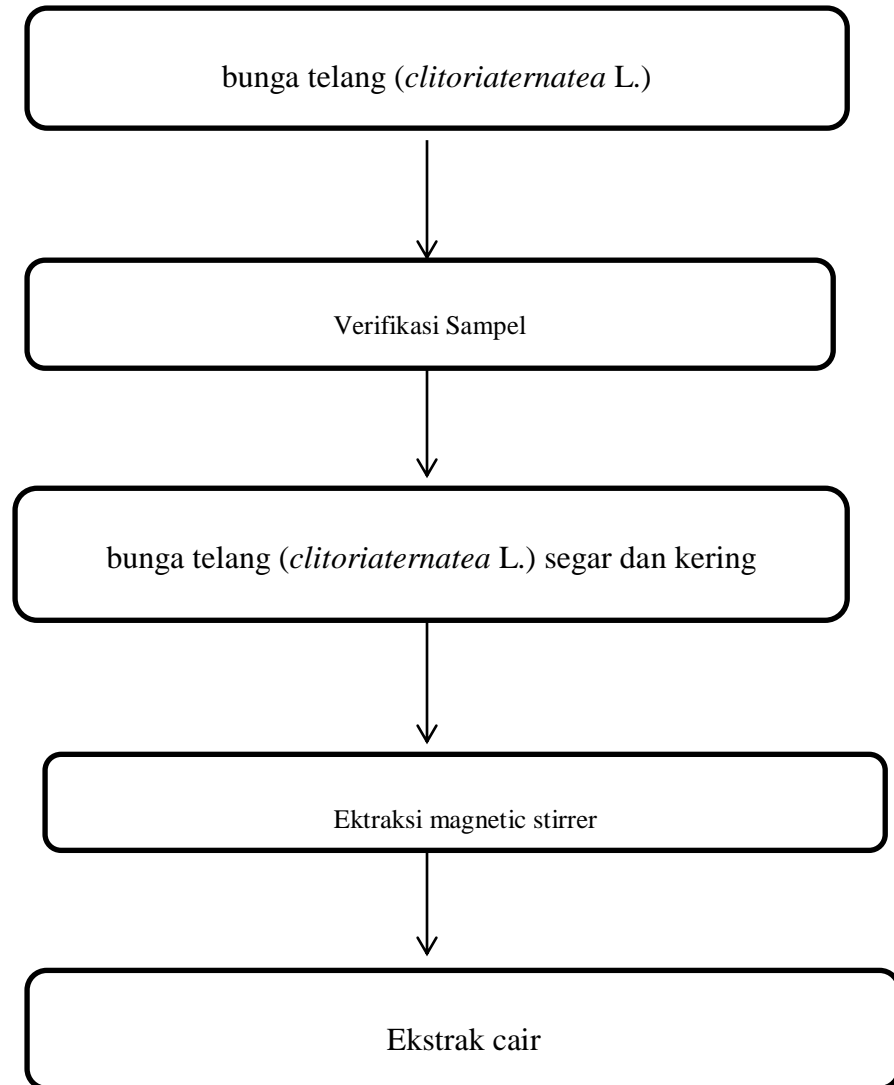 bunga telang (clitoriaternatea L.)
Verifikasi Sampel
bunga telang (clitoriaternatea L.) segar dan kering
Ektraksi magnetic stirrer
Ekstrak cair